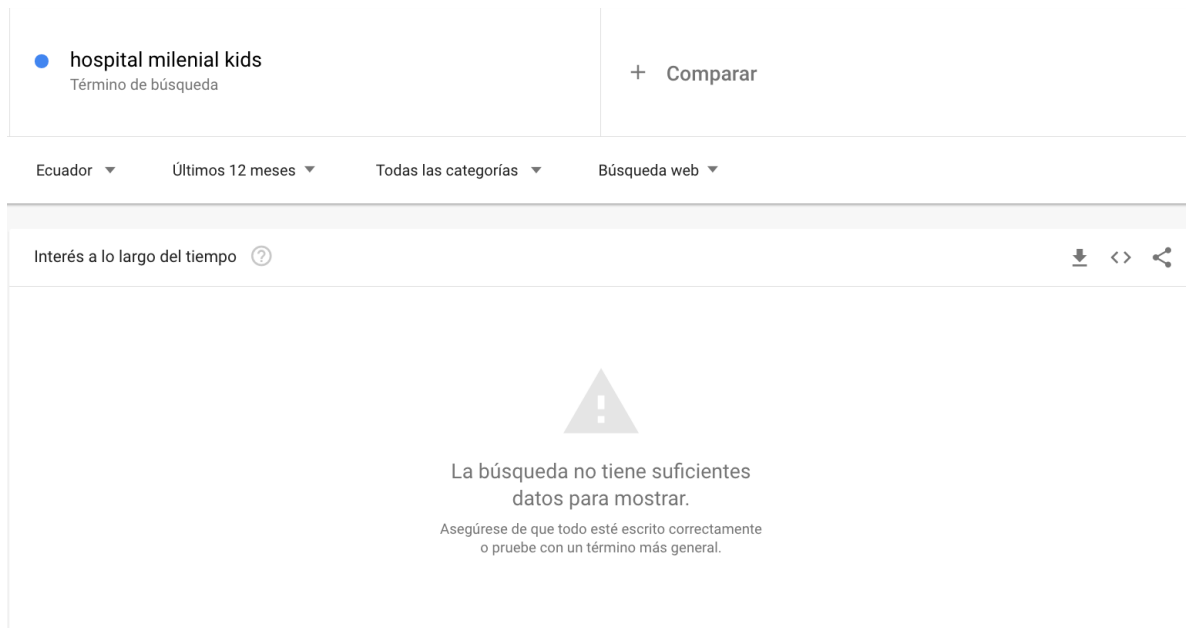 hospital milenial kids
Término de búsqueda
+ Comparar
Ecuador
Últimos 12 meses
Todas las categorías
Búsqueda web
Interés a lo largo del tiempo
La búsqueda no tiene suficientes
datos para mostrar.
Asegúrese de que todo esté escrito correctamente
o pruebe con un término más general.